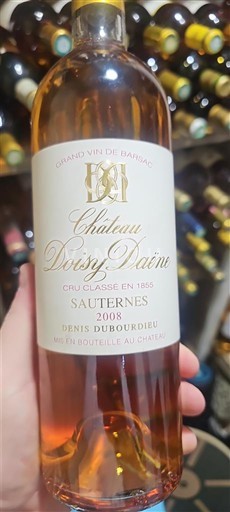 GRAND VIN DE BARSAC
DD
Château
Doisy Daëne
CRU CLASSÉ EN 1855
SAUTERNES
2008
DENIS DUBOURDIEU
MIS EN BOUTEILLE AU CHÂTEAU